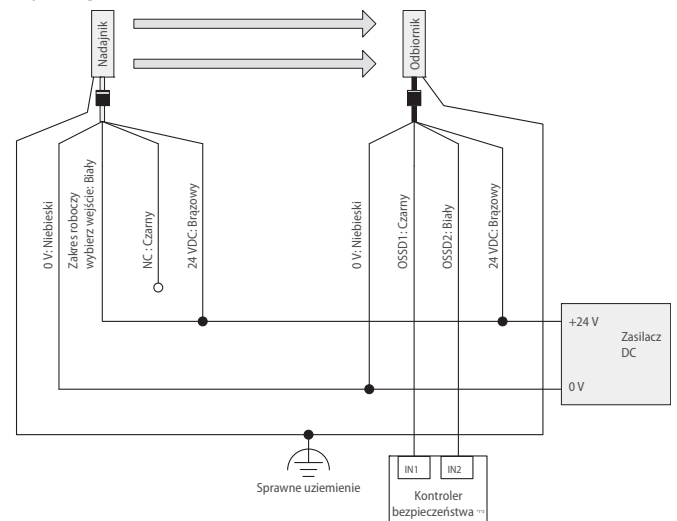 Nadajnik
Odbiornik
0 V: Niebieski
Zakres roboczy
wybierz wejście: Biały
NC : Czarny
24 VDC: Brązowy
0 V: Niebieski
OSSD1: Czarny
OSSD2: Biały
24 VDC: Brązowy
+24 V
Zasilacz
DC
0 V
IN1
IN2
Sprawne uziemienie
Kontroler
bezpieczeństwa